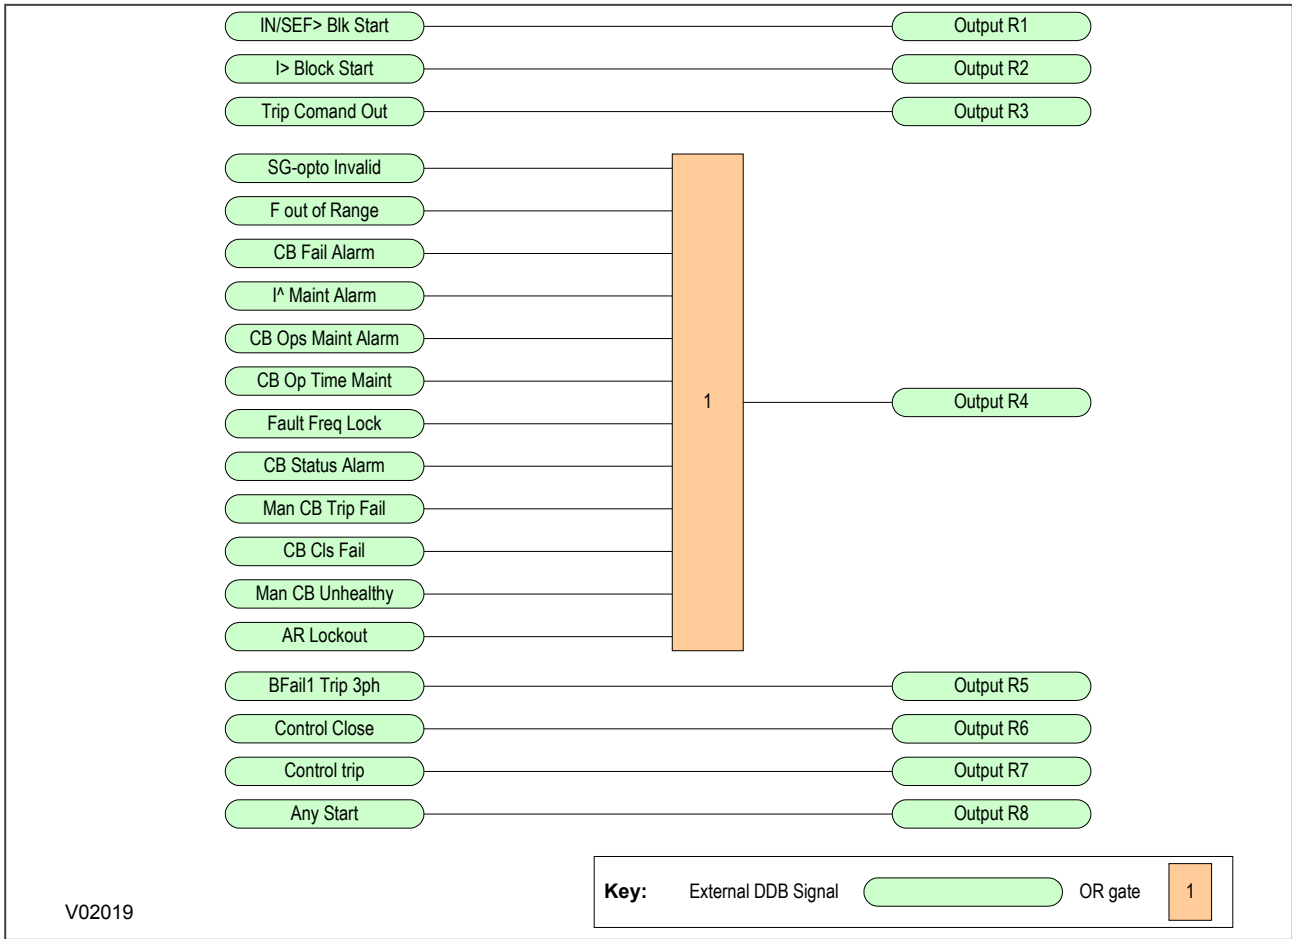 IN/SEF> Blk Start Output R1
I> Block Start Output R2
Trip Comand Out Output R3
SG-opto Invalid
F out of Range
CB Fail Alarm
I^ Maint Alarm
CB Ops Maint Alarm
CB Op Time Maint
1 Output R4
Fault Freq Lock
CB Status Alarm
Man CB Trip Fail
CB Cls Fail
Man CB Unhealthy
AR Lockout
BFail1 Trip 3ph Output R5
Control Close Output R6
Control trip Output R7
Any Start Output R8
Key: External DDB Signal OR gate 1
V02019